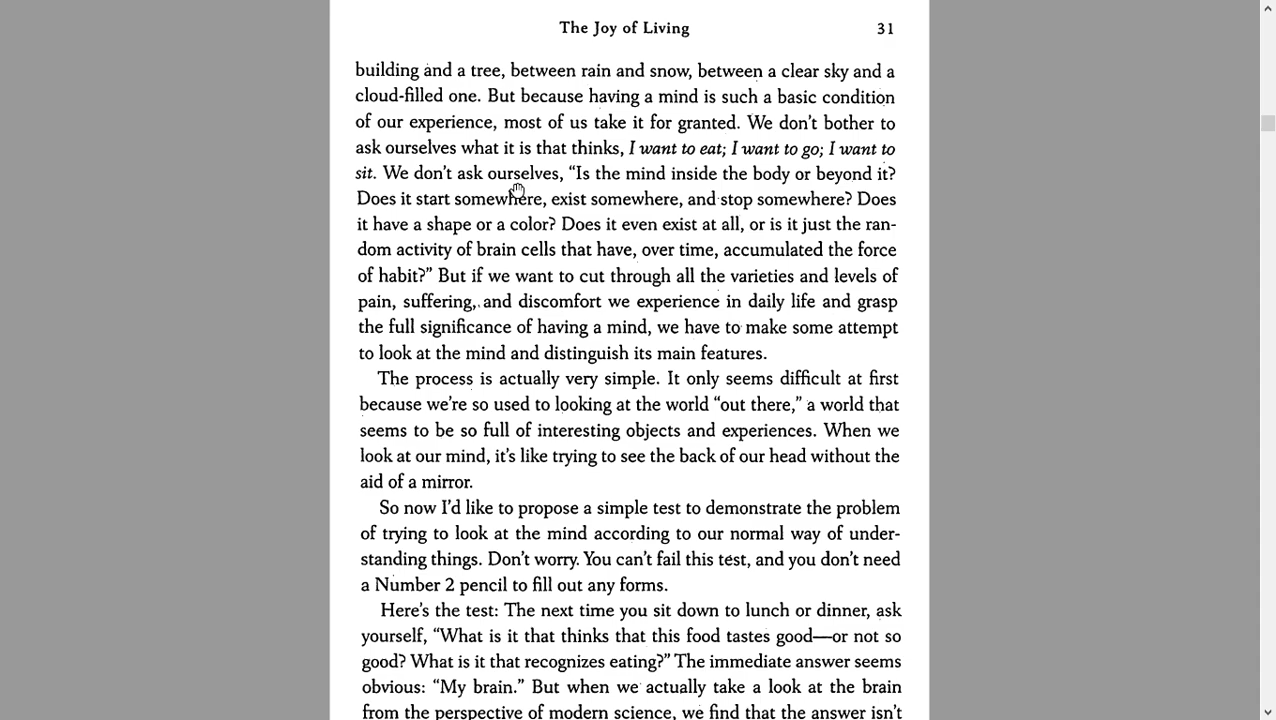 The Joy of Living 31
building and a tree, between rain and snow, between a clear sky and a
cloud-filled one. But because having a mind is such a basic condition
of our experience, most of us take it for granted. We don't bother to
ask ourselves what it is that thinks, I want to eat; I want to go; I want to
sit. We don't ask ourselves, “Is the mind inside the body or beyond it?
Does it start somewhere, exist somewhere, and stop somewhere? Does
it have a shape or a color? Does it even exist at all, or is it just the ran-
dom activity of brain cells that have, over time, accumulated the force
of habit?” But if we want to cut through all the varieties and levels of
pain, suffering, and discomfort we experience in daily life and grasp
the full significance of having a mind, we have to make some attempt
to look at the mind and distinguish its main features.
The process is actually very simple. It only seems difficult at first
because we're so used to looking at the world “out there,” a world that
seems to be so full of interesting objects and experiences. When we
look at our mind, it's like trying to see the back of our head without the
aid of a mirror.
So now I'd like to propose a simple test to demonstrate the problem
of trying to look at the mind according to our normal way of under-
standing things. Don't worry. You can't fail this test, and you don't need
a Number 2 pencil to fill out any forms.
Here's the test: The next time you sit down to lunch or dinner, ask
yourself, “What is it that thinks that this food tastes good—or not so
good? What is it that recognizes eating?” The immediate answer seems
obvious: “My brain.” But when we actually take a look at the brain
from the perspective of modern science, we find that the answer isn't